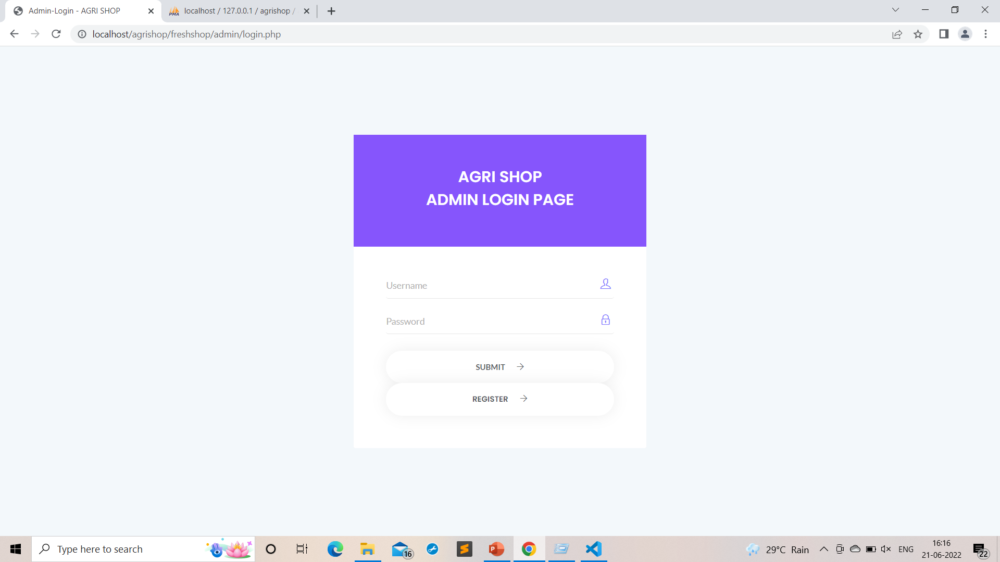 Admin-Login - AGRI SHOP
PMA localhost / 127.0.0.1 / agrishop /
localhost/agrishop/freshshop/admin/login.php
AGRI SHOP
ADMIN LOGIN PAGE
Username
Password
SUBMIT
REGISTER
Type here to search
16
P
29°C Rain
ENG
16:16
21-06-2022
22